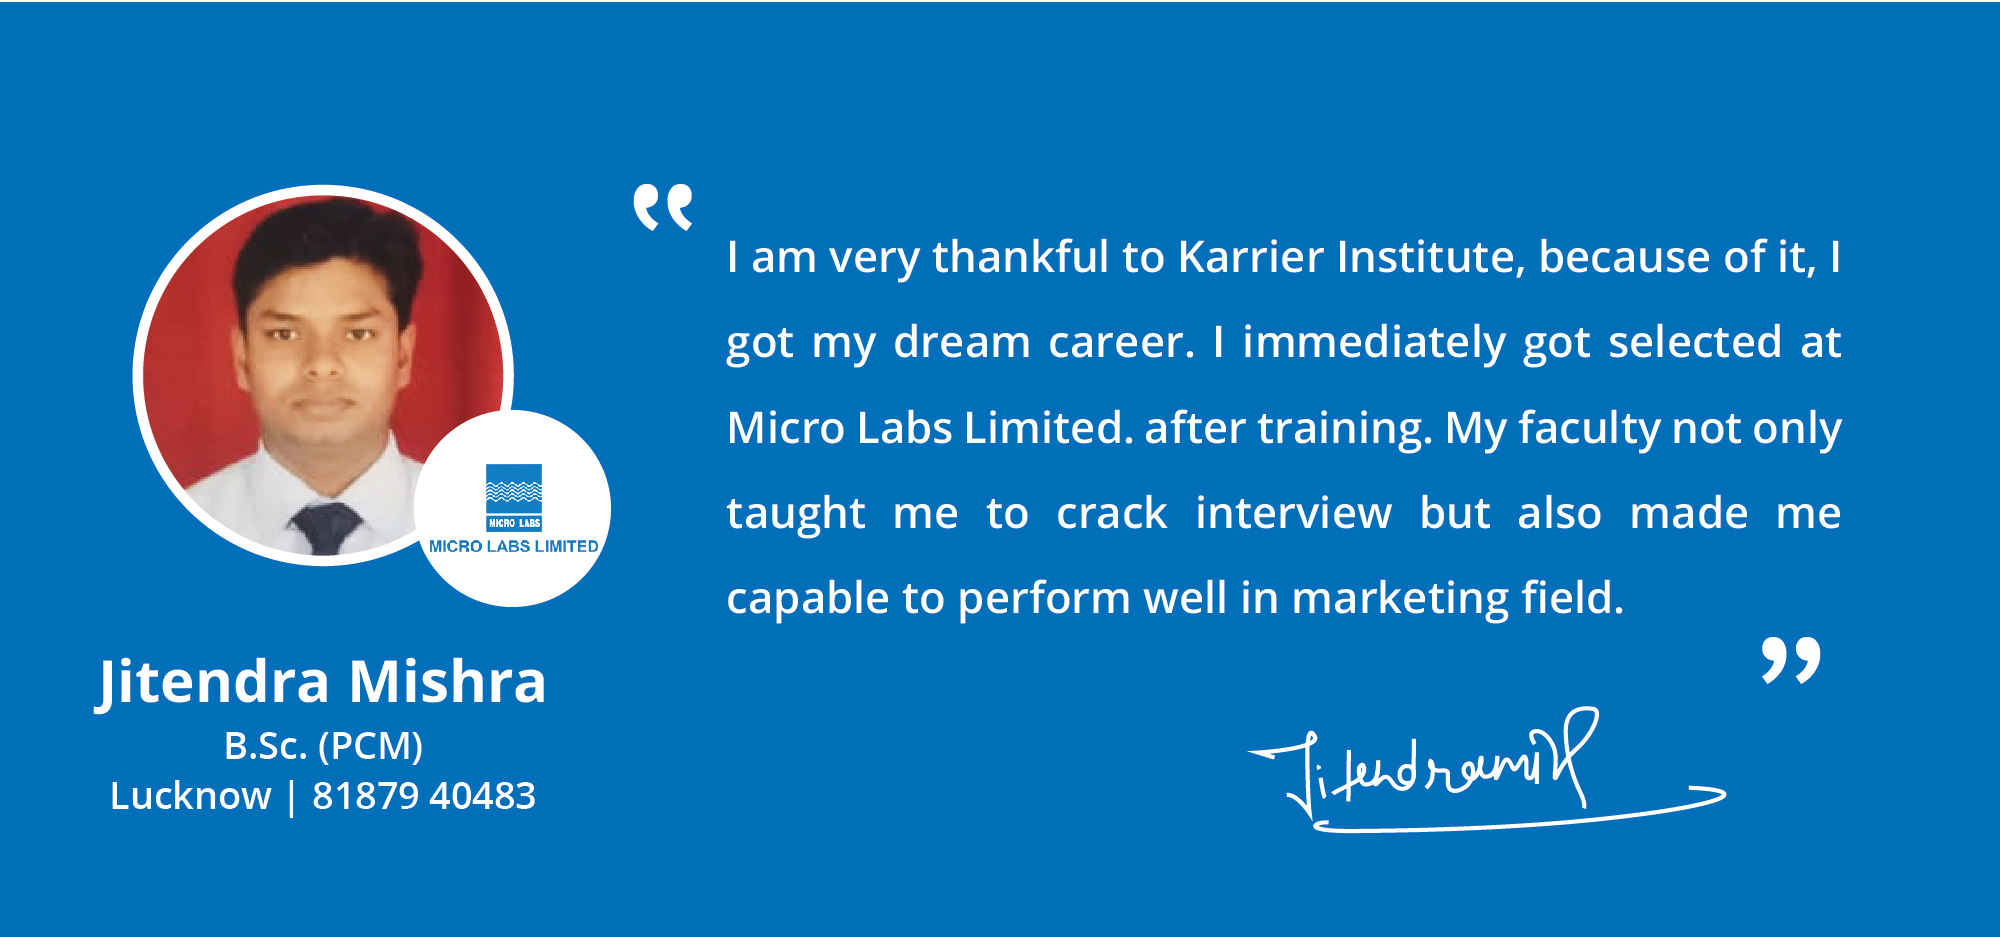 I am very thankful to Karrier Institute, because of it, I
got my dream career. I immediately got selected at
Micro Labs Limited. after training. My faculty not only
taught me to crack interview but also made me
capable to perform well in marketing field.
MICRO LABS
MICRO LABS LIMITED
Jitendra Mishra
B.Sc. (PCM)
Lucknow | 81879 40483